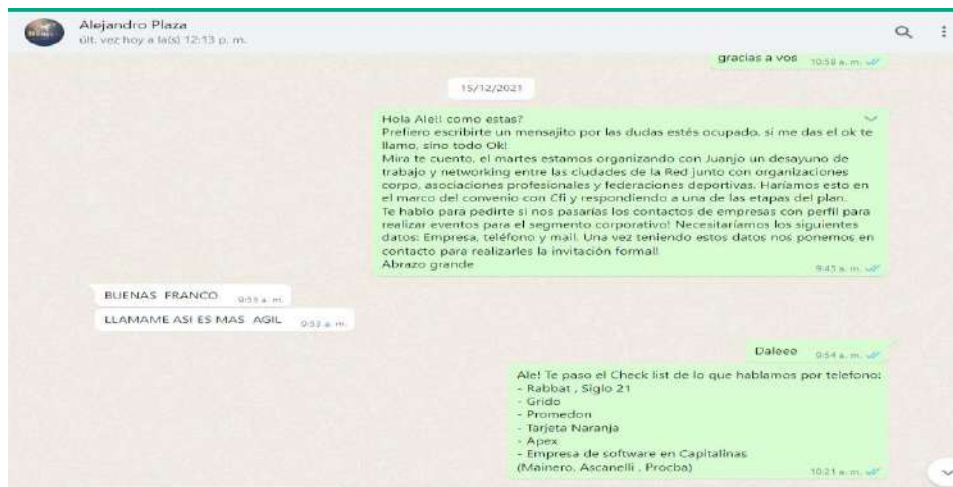 Alejandro Plaza
últ. vez hoy a la(s) 12:13 p. m.
gracias a vos 10:58 a. m.
15/12/2021
Hola Ale!! como estas?
Prefiero escribirte un mensajito por las dudas estés ocupado, si me das el ok te
llamo, sino todo Ok!
Mira te cuento, el martes estamos organizando con Juanjo un desayuno de
trabajo y networking entre las ciudades de la Red junto con organizaciones
corpo, asociaciones profesionales y federaciones deportivas. Haríamos esto en
el marco del convenio con Cfi y respondiendo a una de las etapas del plan.
Te hablo para pedirte si nos pasarías los contactos de empresas con perfil para
realizar eventos para el segmento corporativo! Necesitaríamos los siguientes
datos: Empresa, teléfono y mail. Una vez teniendo estos datos nos ponemos en
contacto para realizarles la invitación formal!
Abrazo grande 9:45 a. m.
BUENAS FRANCO 9:53 a. m.
LLAMAME ASI ES MAS AGIL 9:53 a. m.
Daleee 9:54 a. m.
Ale! Te paso el Check list de lo que hablamos por telefono:
- Rabbat , Siglo 21
- Grido
- Promedon
- Tarjeta Naranja
- Apex
- Empresa de software en Capitalinas
(Mainero, Ascanelli , Procba) 10:21 a. m.